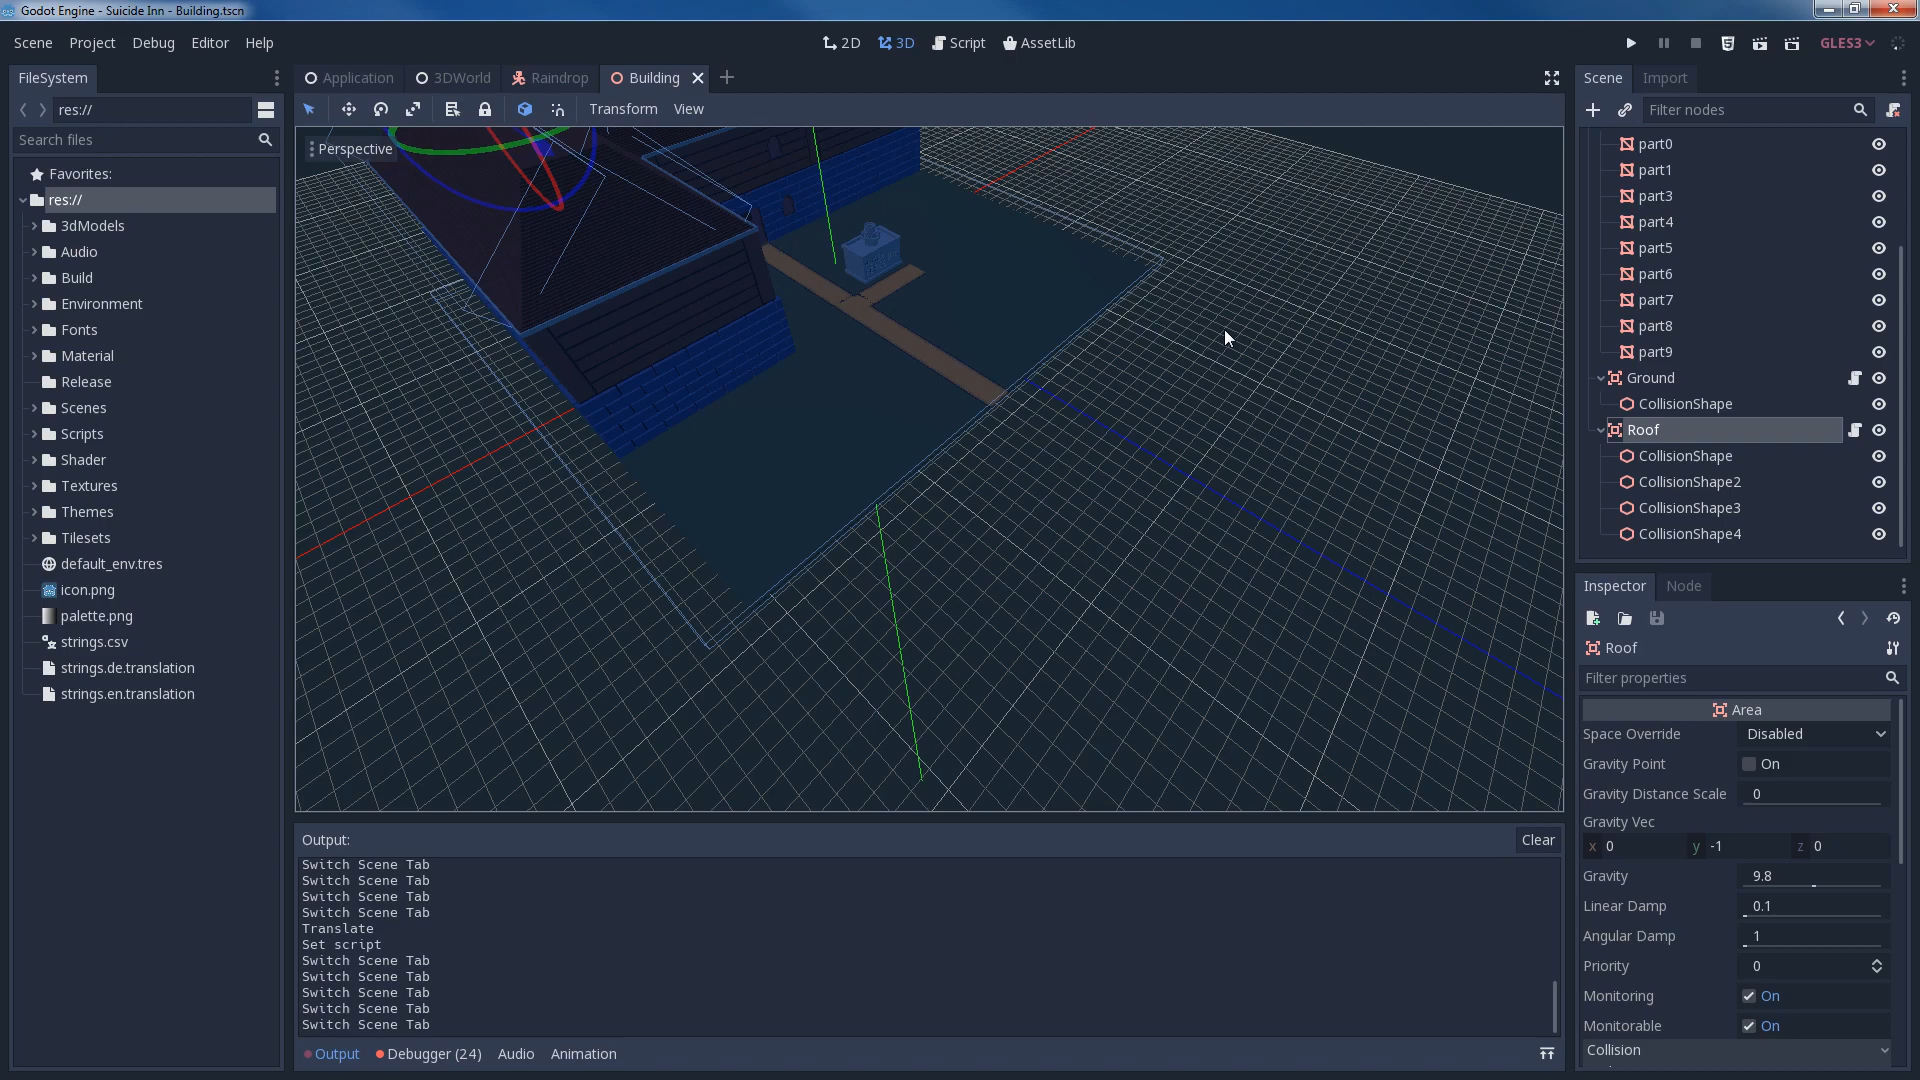 Godot Engine - Suicide Inn - Building.tscn
Scene Project Debug Editor Help
2D 3D Script AssetLib
GLES3
FileSystem
res://
Search files
Favorites:
res://
3dModels
Audio
Build
Environment
Fonts
Material
Release
Scenes
Scripts
Shader
Textures
Themes
Tilesets
default_env.tres
icon.png
palette.png
strings.csv
strings.de.translation
strings.en.translation
Application 3DWorld Raindrop Building
Transform View
Perspective
Output:
Clear
Switch Scene Tab
Switch Scene Tab
Switch Scene Tab
Switch Scene Tab
Translate
Set script
Switch Scene Tab
Switch Scene Tab
Switch Scene Tab
Switch Scene Tab
Switch Scene Tab
Output Debugger (24) Audio Animation
Scene Import
Filter nodes
part0
part1
part3
part4
part5
part6
part7
part8
part9
Ground
CollisionShape
Roof
CollisionShape
CollisionShape2
CollisionShape3
CollisionShape4
Inspector Node
Roof
Filter properties
Area
Space Override Disabled
Gravity Point On
Gravity Distance Scale 0
Gravity Vec
x 0 y -1 z 0
Gravity 9.8
Linear Damp 0.1
Angular Damp 1
Priority 0
Monitoring On
Monitorable On
Collision